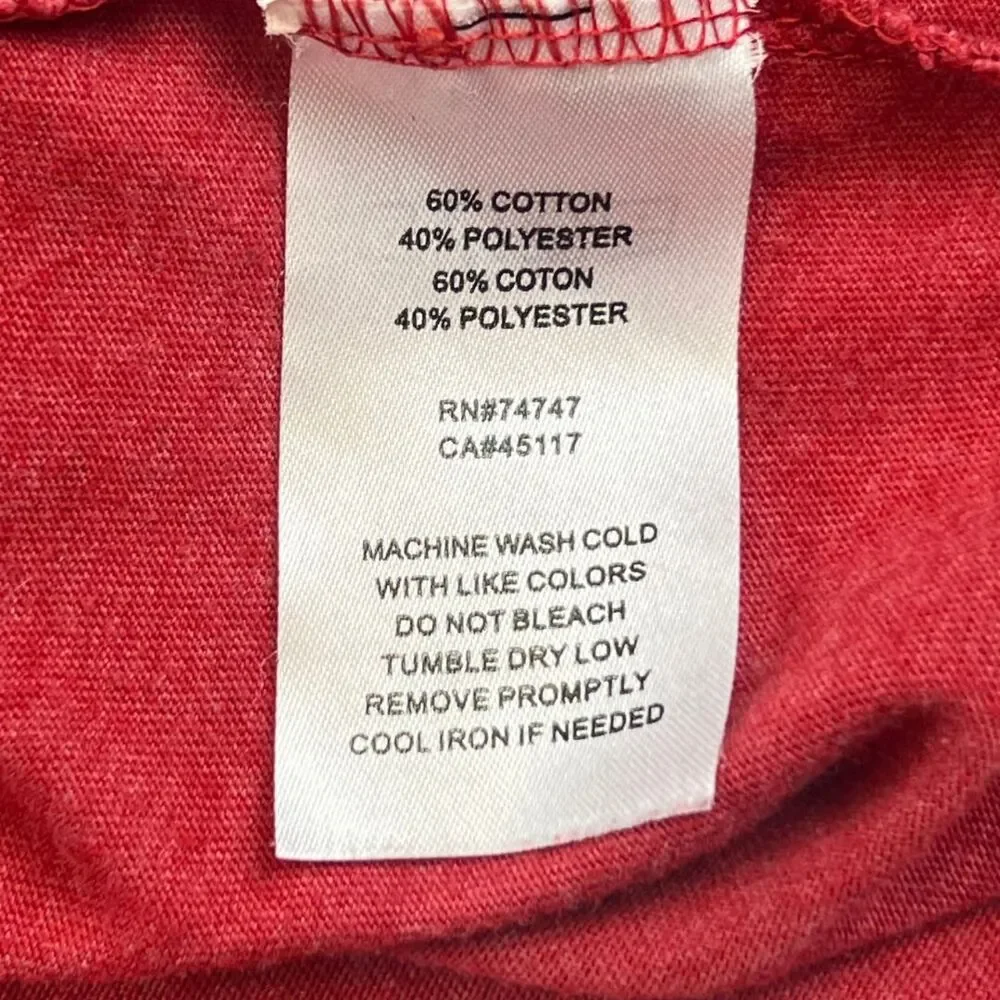 60% COTTON
40% POLYESTER
60% COTON
40% POLYESTER
RN#74747
CA#45117
MACHINE WASH COLD
WITH LIKE COLORS
DO NOT BLEACH
TUMBLE DRY LOW
REMOVE PROMPTLY
COOL IRON IF NEEDED